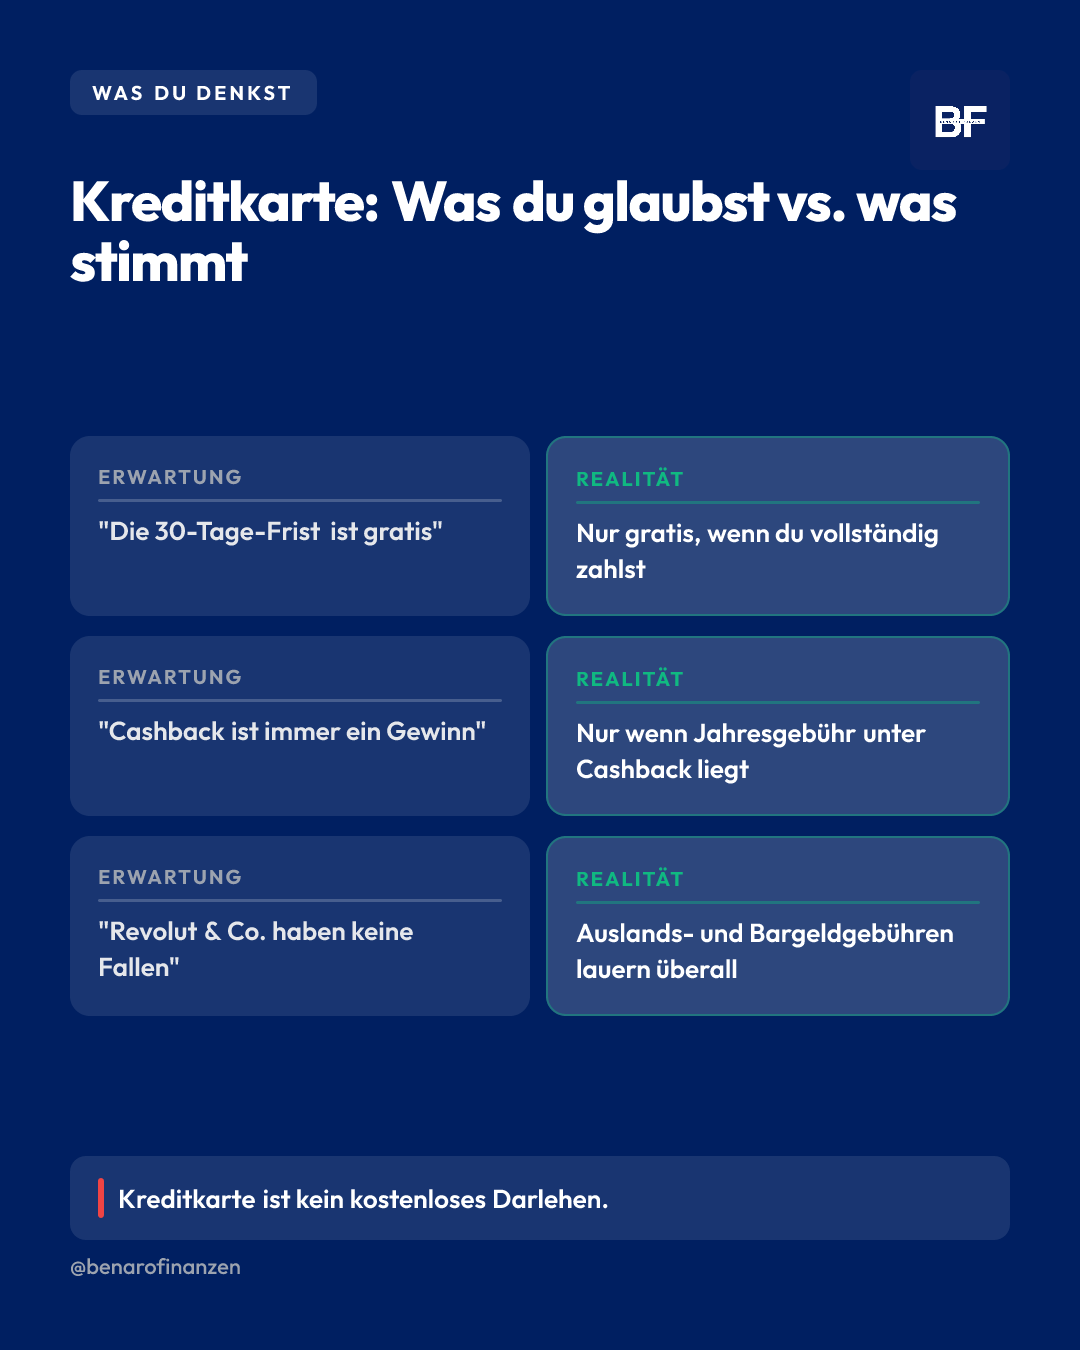 WAS DU DENKST
BF
Kreditkarte: Was du glaubst vs. was
stimmt
ERWARTUNG
"Die 30-Tage-Frist  ist gratis"
REALITÄT
Nur gratis, wenn du vollständig
zahlst
ERWARTUNG
"Cashback ist immer ein Gewinn"
REALITÄT
Nur wenn Jahresgebühr unter
Cashback liegt
ERWARTUNG
"Revolut & Co. haben keine
Fallen"
REALITÄT
Auslands- und Bargeldgebühren
lauern überall
Kreditkarte ist kein kostenloses Darlehen.
@benarofinanzen